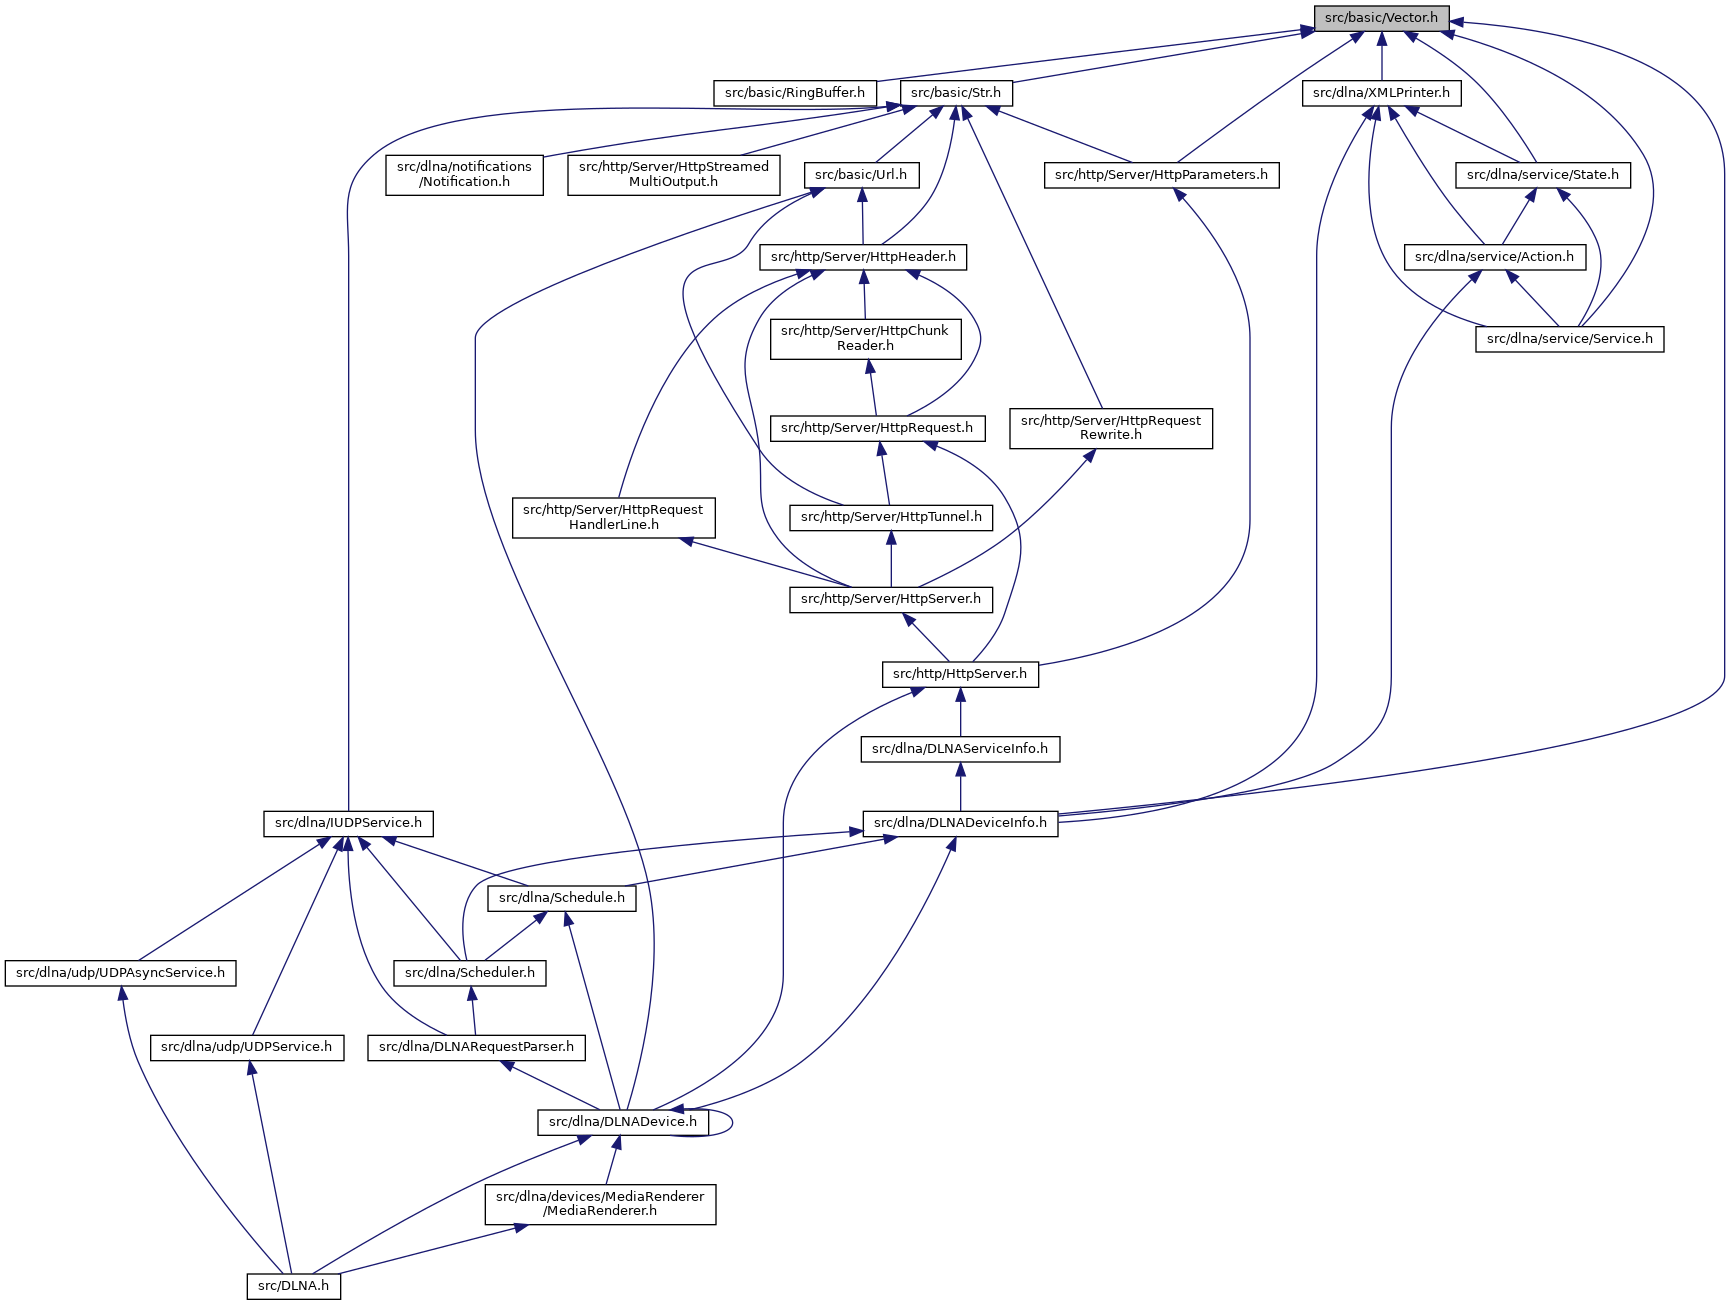 src/basic/Vector.h
src/basic/RingBuffer.h
src/basic/Str.h
src/dlna/XMLPrinter.h
src/dlna/notifications
/Notification.h
src/http/Server/HttpStreamed
MultiOutput.h
src/basic/Url.h
src/http/Server/HttpParameters.h
src/dlna/service/State.h
src/http/Server/HttpHeader.h
src/dlna/service/Action.h
src/http/Server/HttpChunk
Reader.h
src/dlna/service/Service.h
src/http/Server/HttpRequest.h
src/http/Server/HttpRequest
Rewrite.h
src/http/Server/HttpRequest
HandlerLine.h
src/http/Server/HttpTunnel.h
src/http/Server/HttpServer.h
src/http/HttpServer.h
src/dlna/DLNAServiceInfo.h
src/dlna/IUDPService.h
src/dlna/DLNADeviceInfo.h
src/dlna/Schedule.h
src/dlna/udp/UDPAsyncService.h
src/dlna/Scheduler.h
src/dlna/udp/UDPService.h
src/dlna/DLNARequestParser.h
src/dlna/DLNADevice.h
src/dlna/devices/MediaRenderer
/MediaRenderer.h
src/DLNA.h